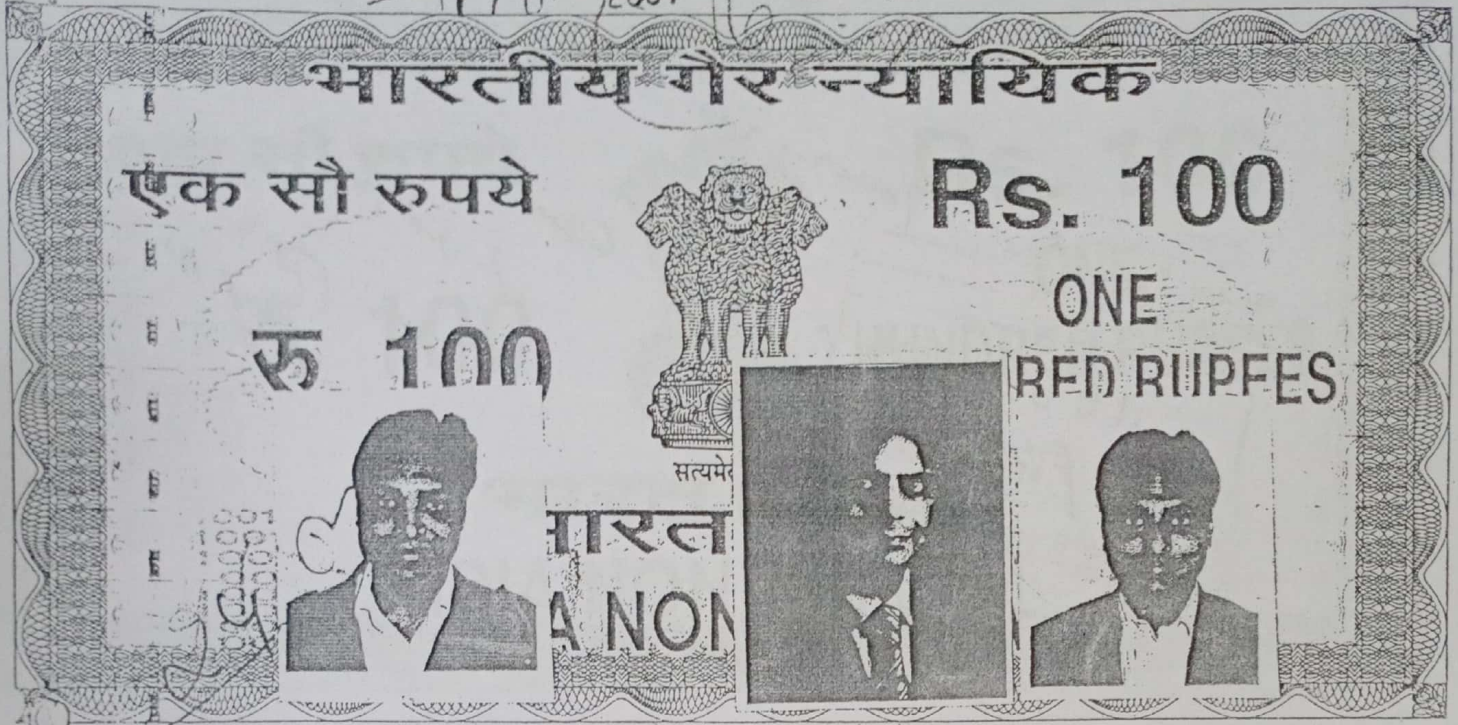 भारतीय गैर न्यायिक
एक सौ रुपये
Rs. 100
रु 100
ONE
RED RUPEES
सत्यमे
भारत
A NON